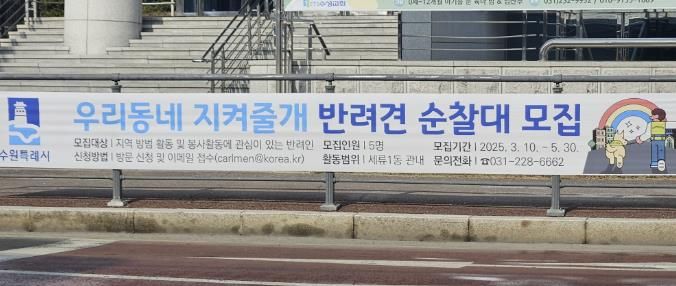 수성교회
우리동네 지켜줄개 반려견 순찰대 모집
수원특례시
모집대상 | 지역 방범 활동 및 봉사활동에 관심이 있는 반려인 모집인원 | 5명 모집기간 | 2025. 3. 10. ~ 5. 30.
신청방법 | 방문 신청 및 이메일 접수(carlmen@korea.kr) 활동범위 | 세류1동 관내 문의전화 | ☎031-228-6662